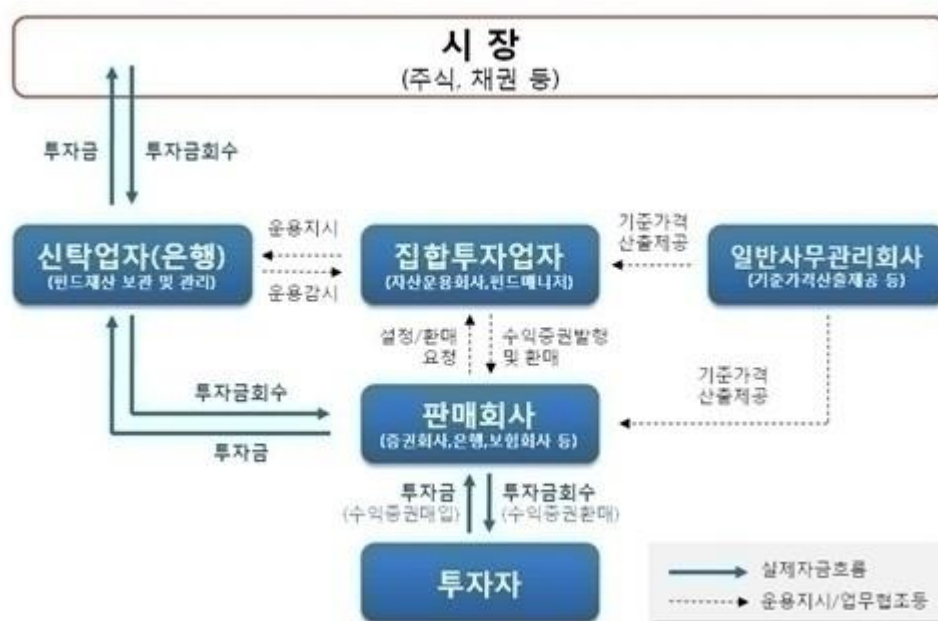 시 장
(주식, 채권 등)
투자금
투자금회수
운용지시
기준가격
산출제공
신탁업자(은행)
(펀드재산 보관 및 관리)
집합투자업자
(자산운용회사,펀드매니저)
일반사무관리회사
(기준가격산출제공 등)
운용감시
설정/환매
요청
수익증권발행
및 환매
기준가격
산출제공
투자금회수
투자금
판매회사
(증권회사,은행,보험회사 등)
투자금
(수익증권매입)
투자금회수
(수익증권환매)
투자자
실제자금흐름
운용지시/업무협조등